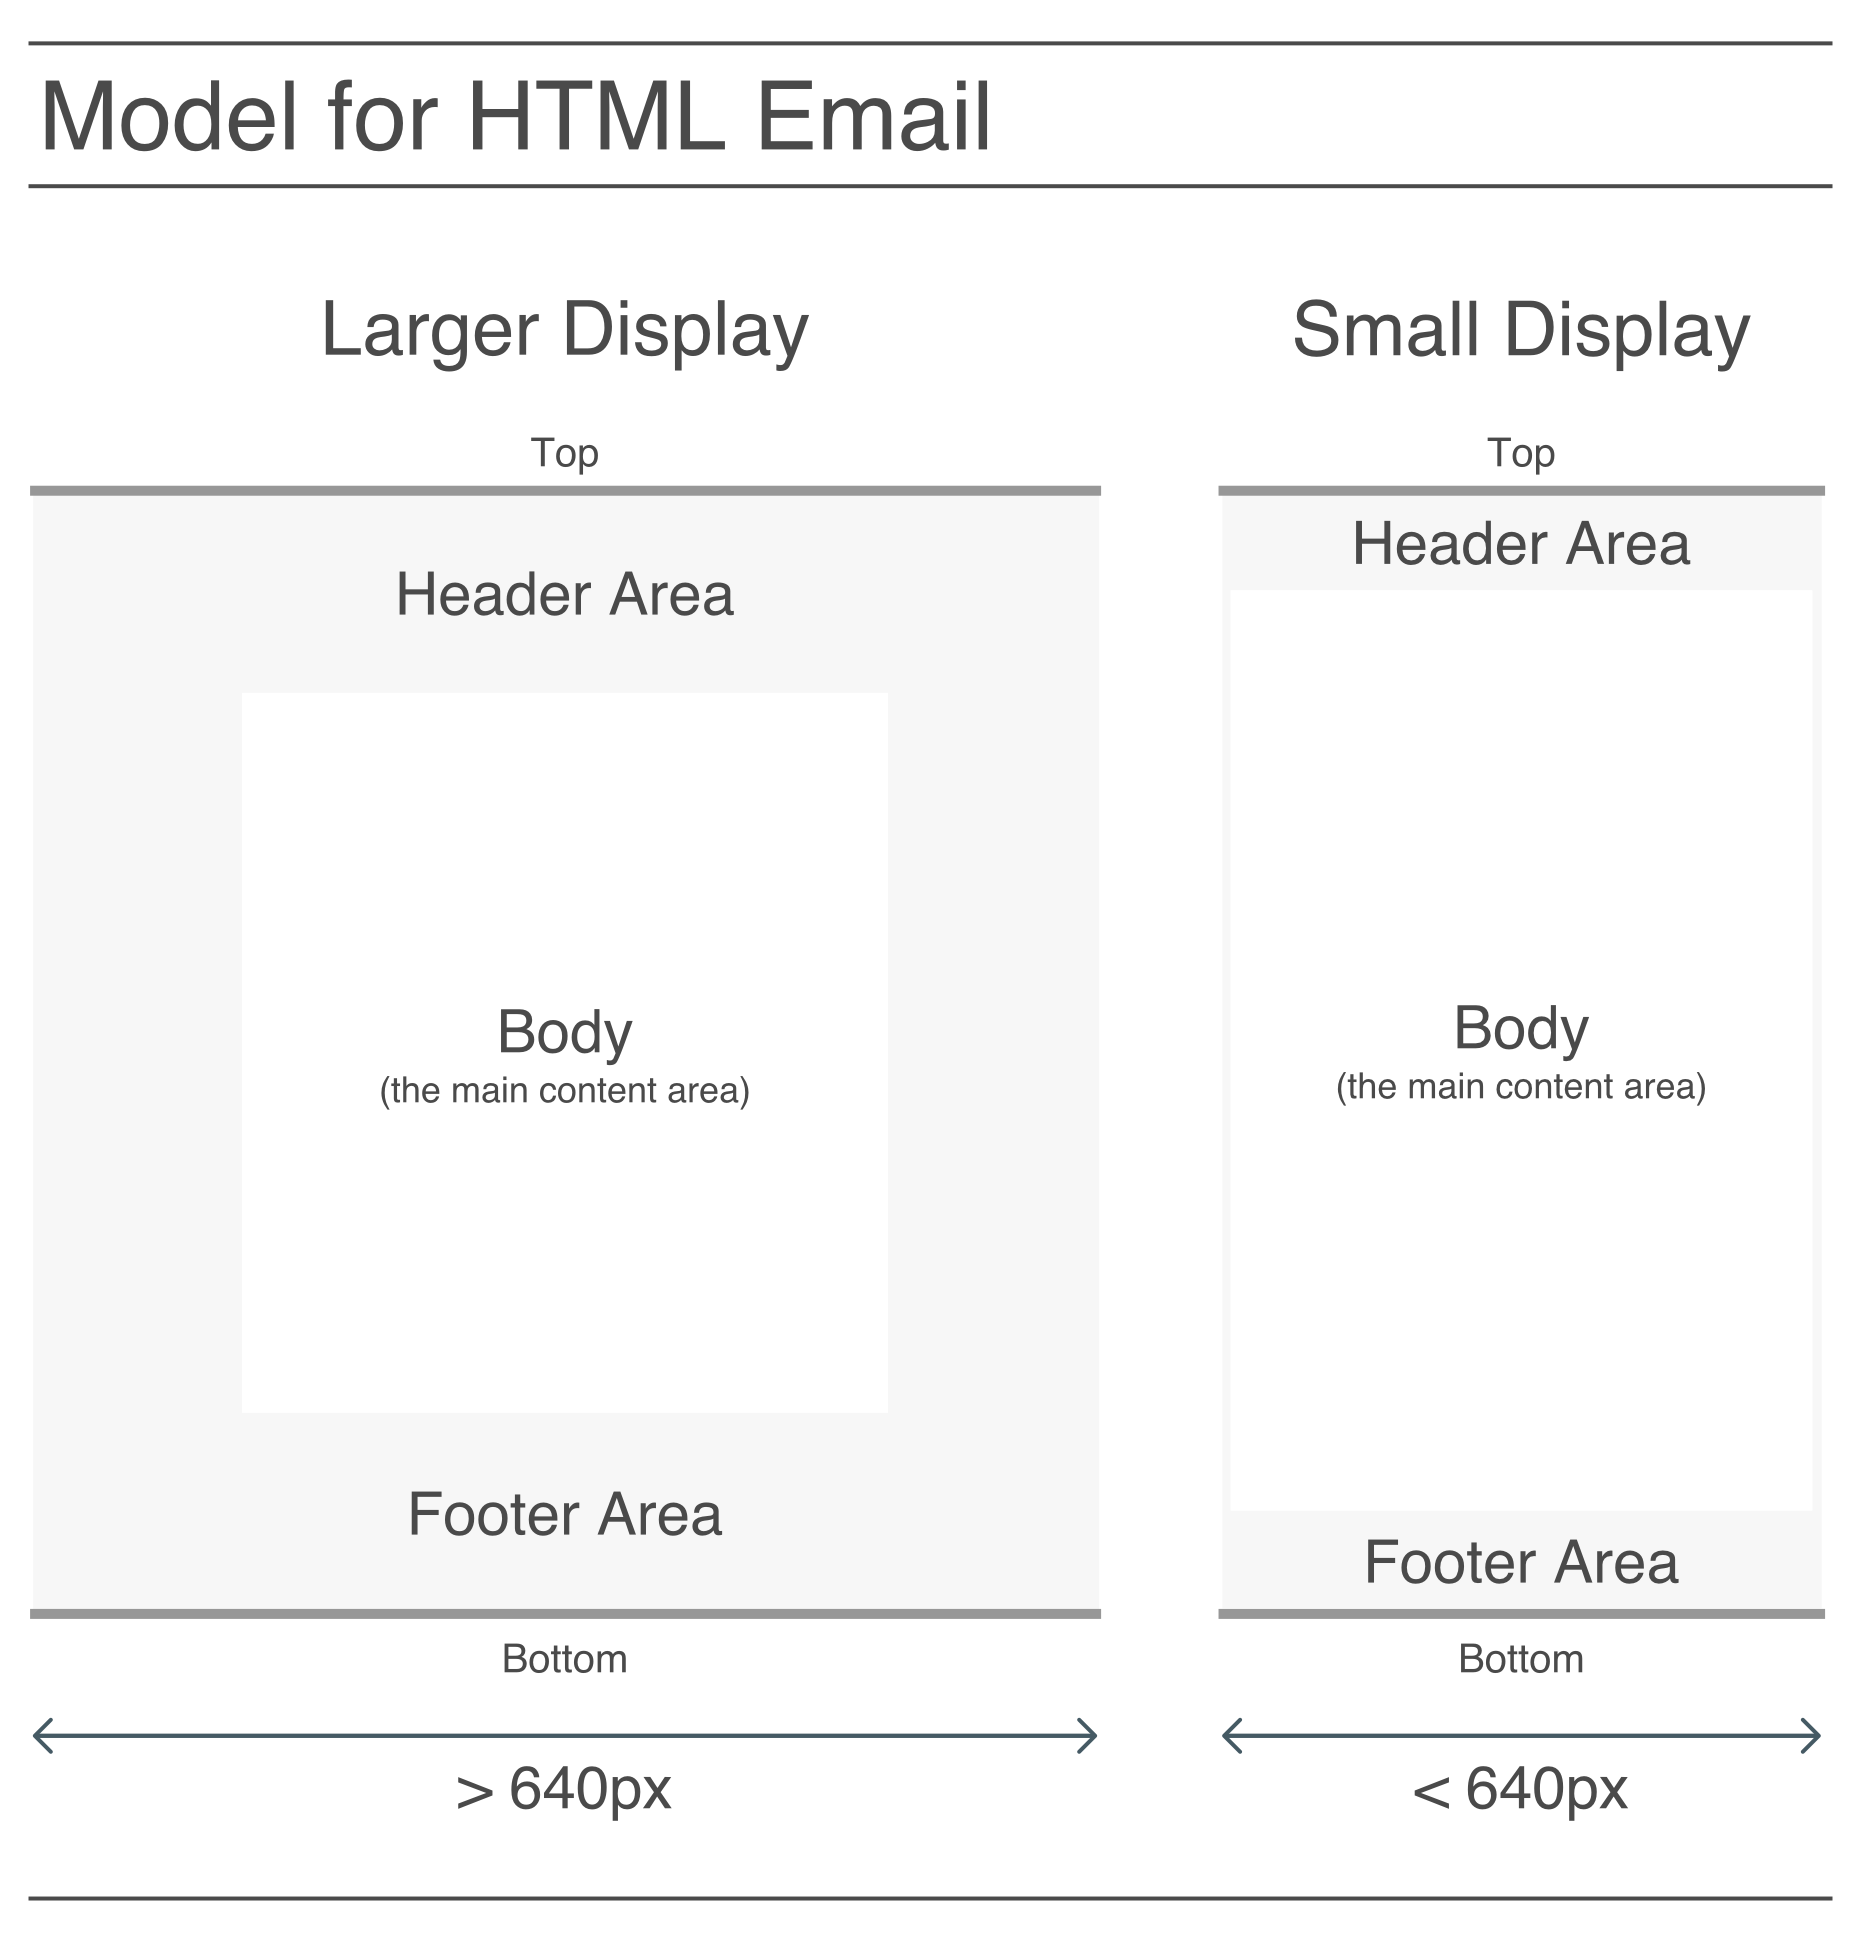 Model for HTML Email
Larger Display
Top
Header Area
Body
(the main content area)
Footer Area
Bottom
> 640px
Small Display
Top
Header Area
Body
(the main content area)
Footer Area
Bottom
< 640px